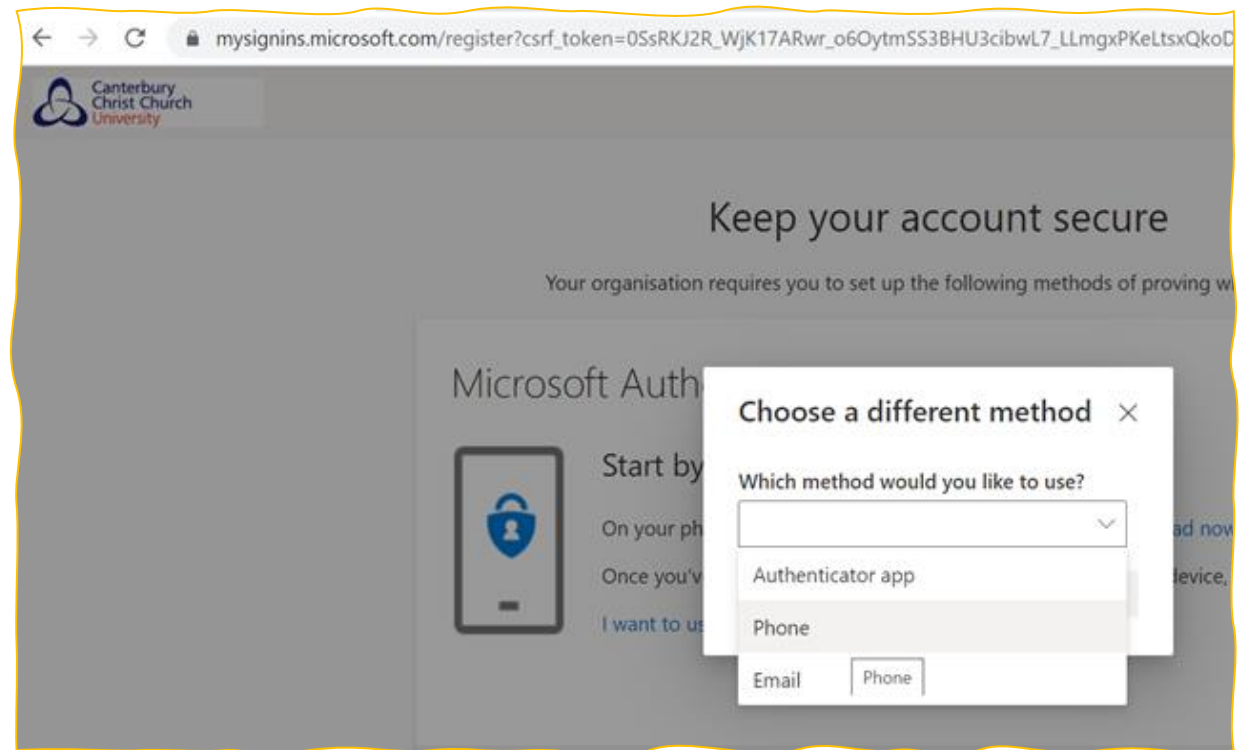 mysignins.microsoft.com/register?csrf_token=0SsRKJ2R_WjK17ARwr_o6OytmSS3BHU3cibwL7_LLmgxPKeLtsxQkoD
Canterbury
Christ Church
University
Keep your account secure
Your organisation requires you to set up the following methods of proving w
Microsoft Auth
Start by
On your ph
ad now
Once you'v
device,
I want to us
Choose a different method
Which method would you like to use?
Authenticator app
Phone
Email
Phone